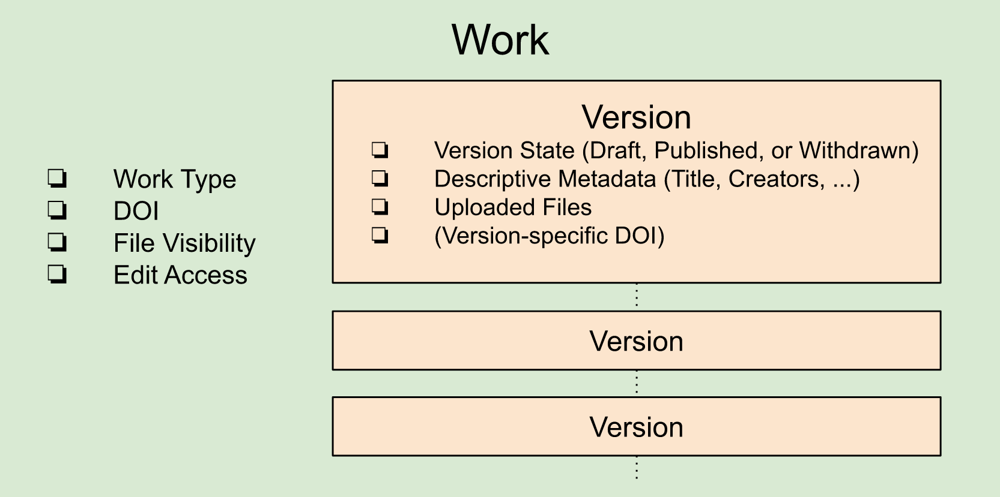 Work
❏ Work Type
❏ DOI
❏ File Visibility
❏ Edit Access
Version
❏ Version State (Draft, Published, or Withdrawn)
❏ Descriptive Metadata (Title, Creators, ...)
❏ Uploaded Files
❏ (Version-specific DOI)
Version
Version